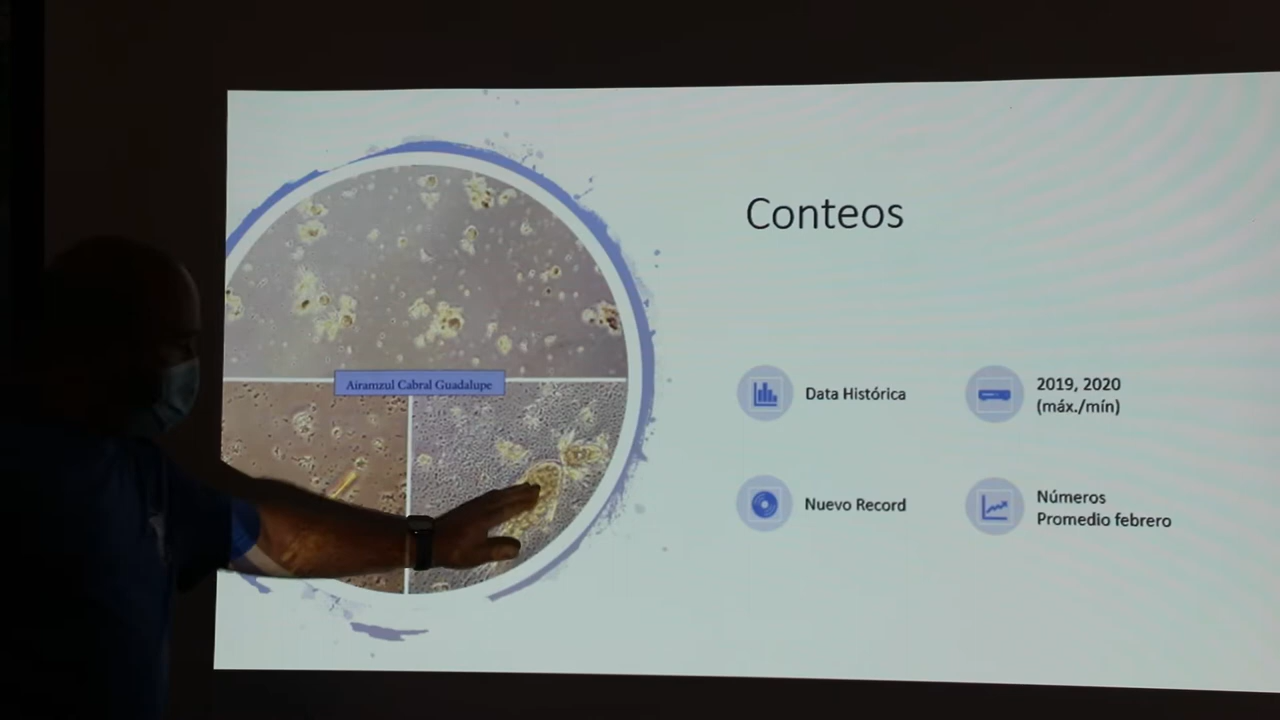 Conteos
Airamzul Cabral Guadalupe
Data Histórica
2019, 2020
(máx./mín)
Nuevo Record
Números
Promedio febrero